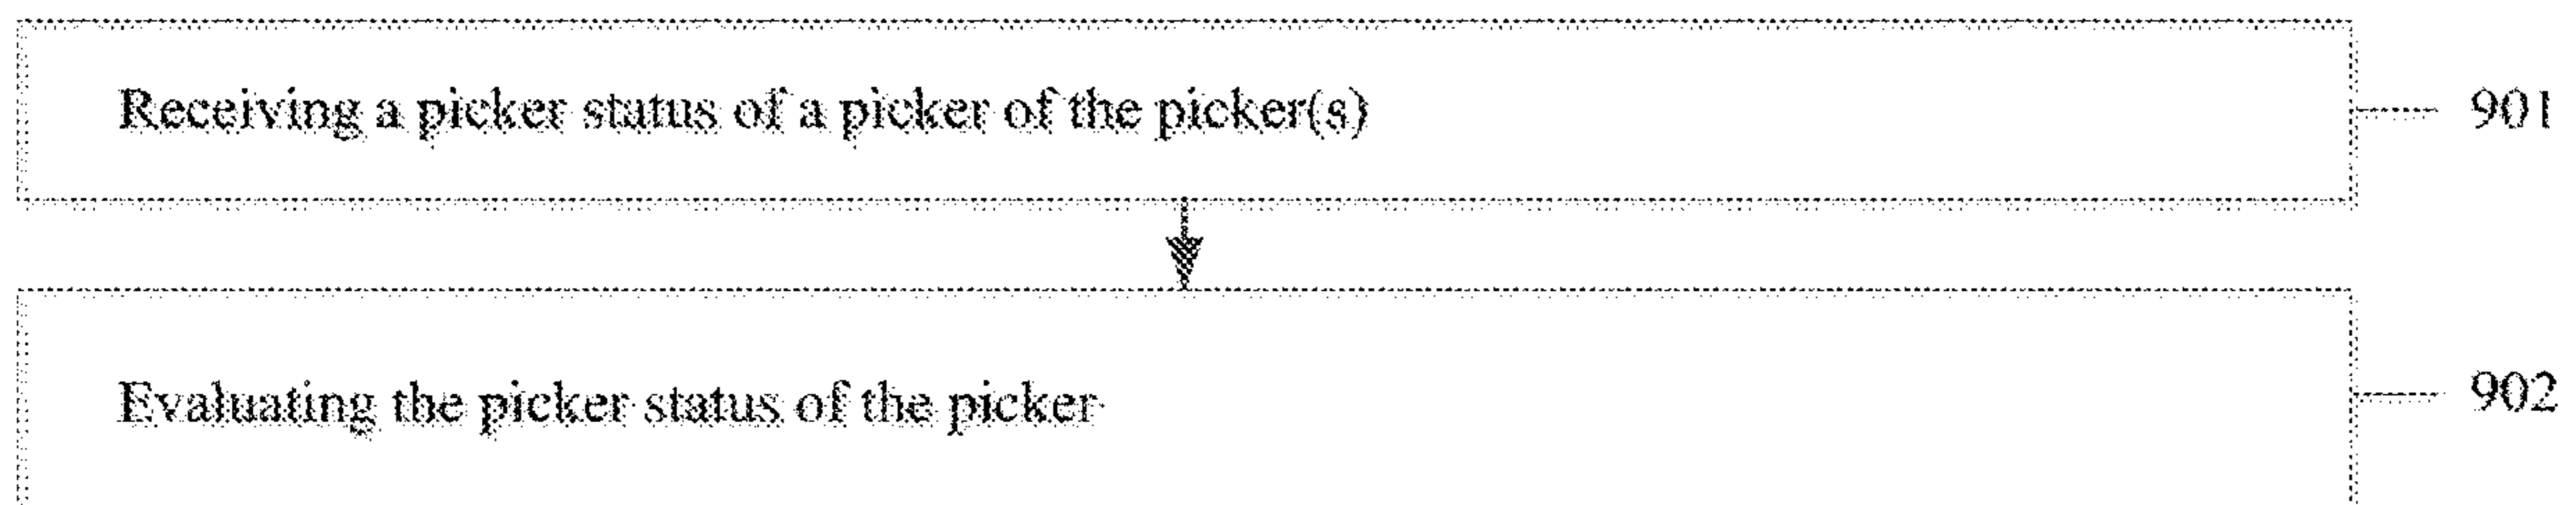 Receiving a picker status of a picker of the picker(s)
901
Evaluating the picker status of the picker
902